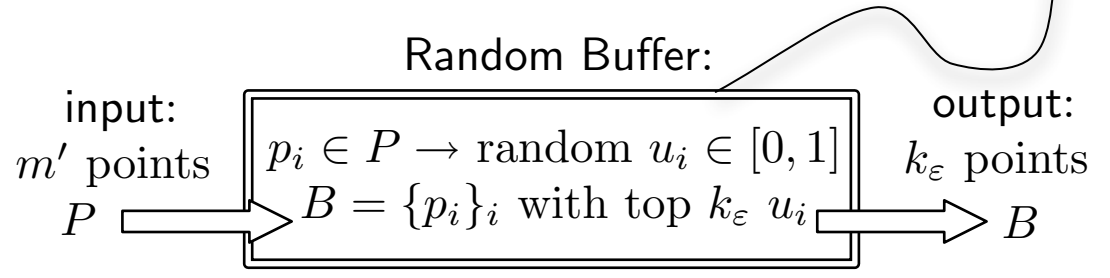 Random Buffer:
input:
m′ points
P
p_i ∈ P → random u_i ∈ [0, 1]
B = {p_i}_i with top k_ε u_i
output:
k_ε points
B